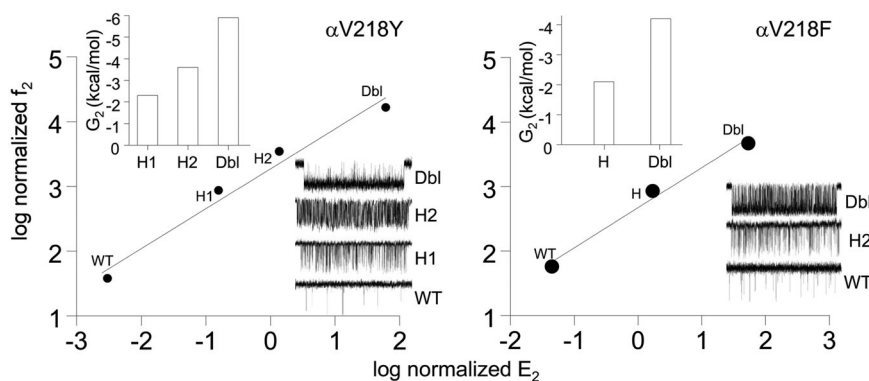 αV218Y
αV218F
G2 (kcal/mol)
-6
-5
-4
-3
-2
-1
-0
H1 H2 Dbl
G2 (kcal/mol)
-4
-2
0
H Dbl
log normalized f2
5
4
3
2
1
WT
H1
H2
Dbl
Dbl
H2
H1
WT
-3 -2 -1 0 1 2
5
4
3
2
1
WT
H
Dbl
Dbl
H2
WT
-2 -1 0 1 2 3
log normalized E2